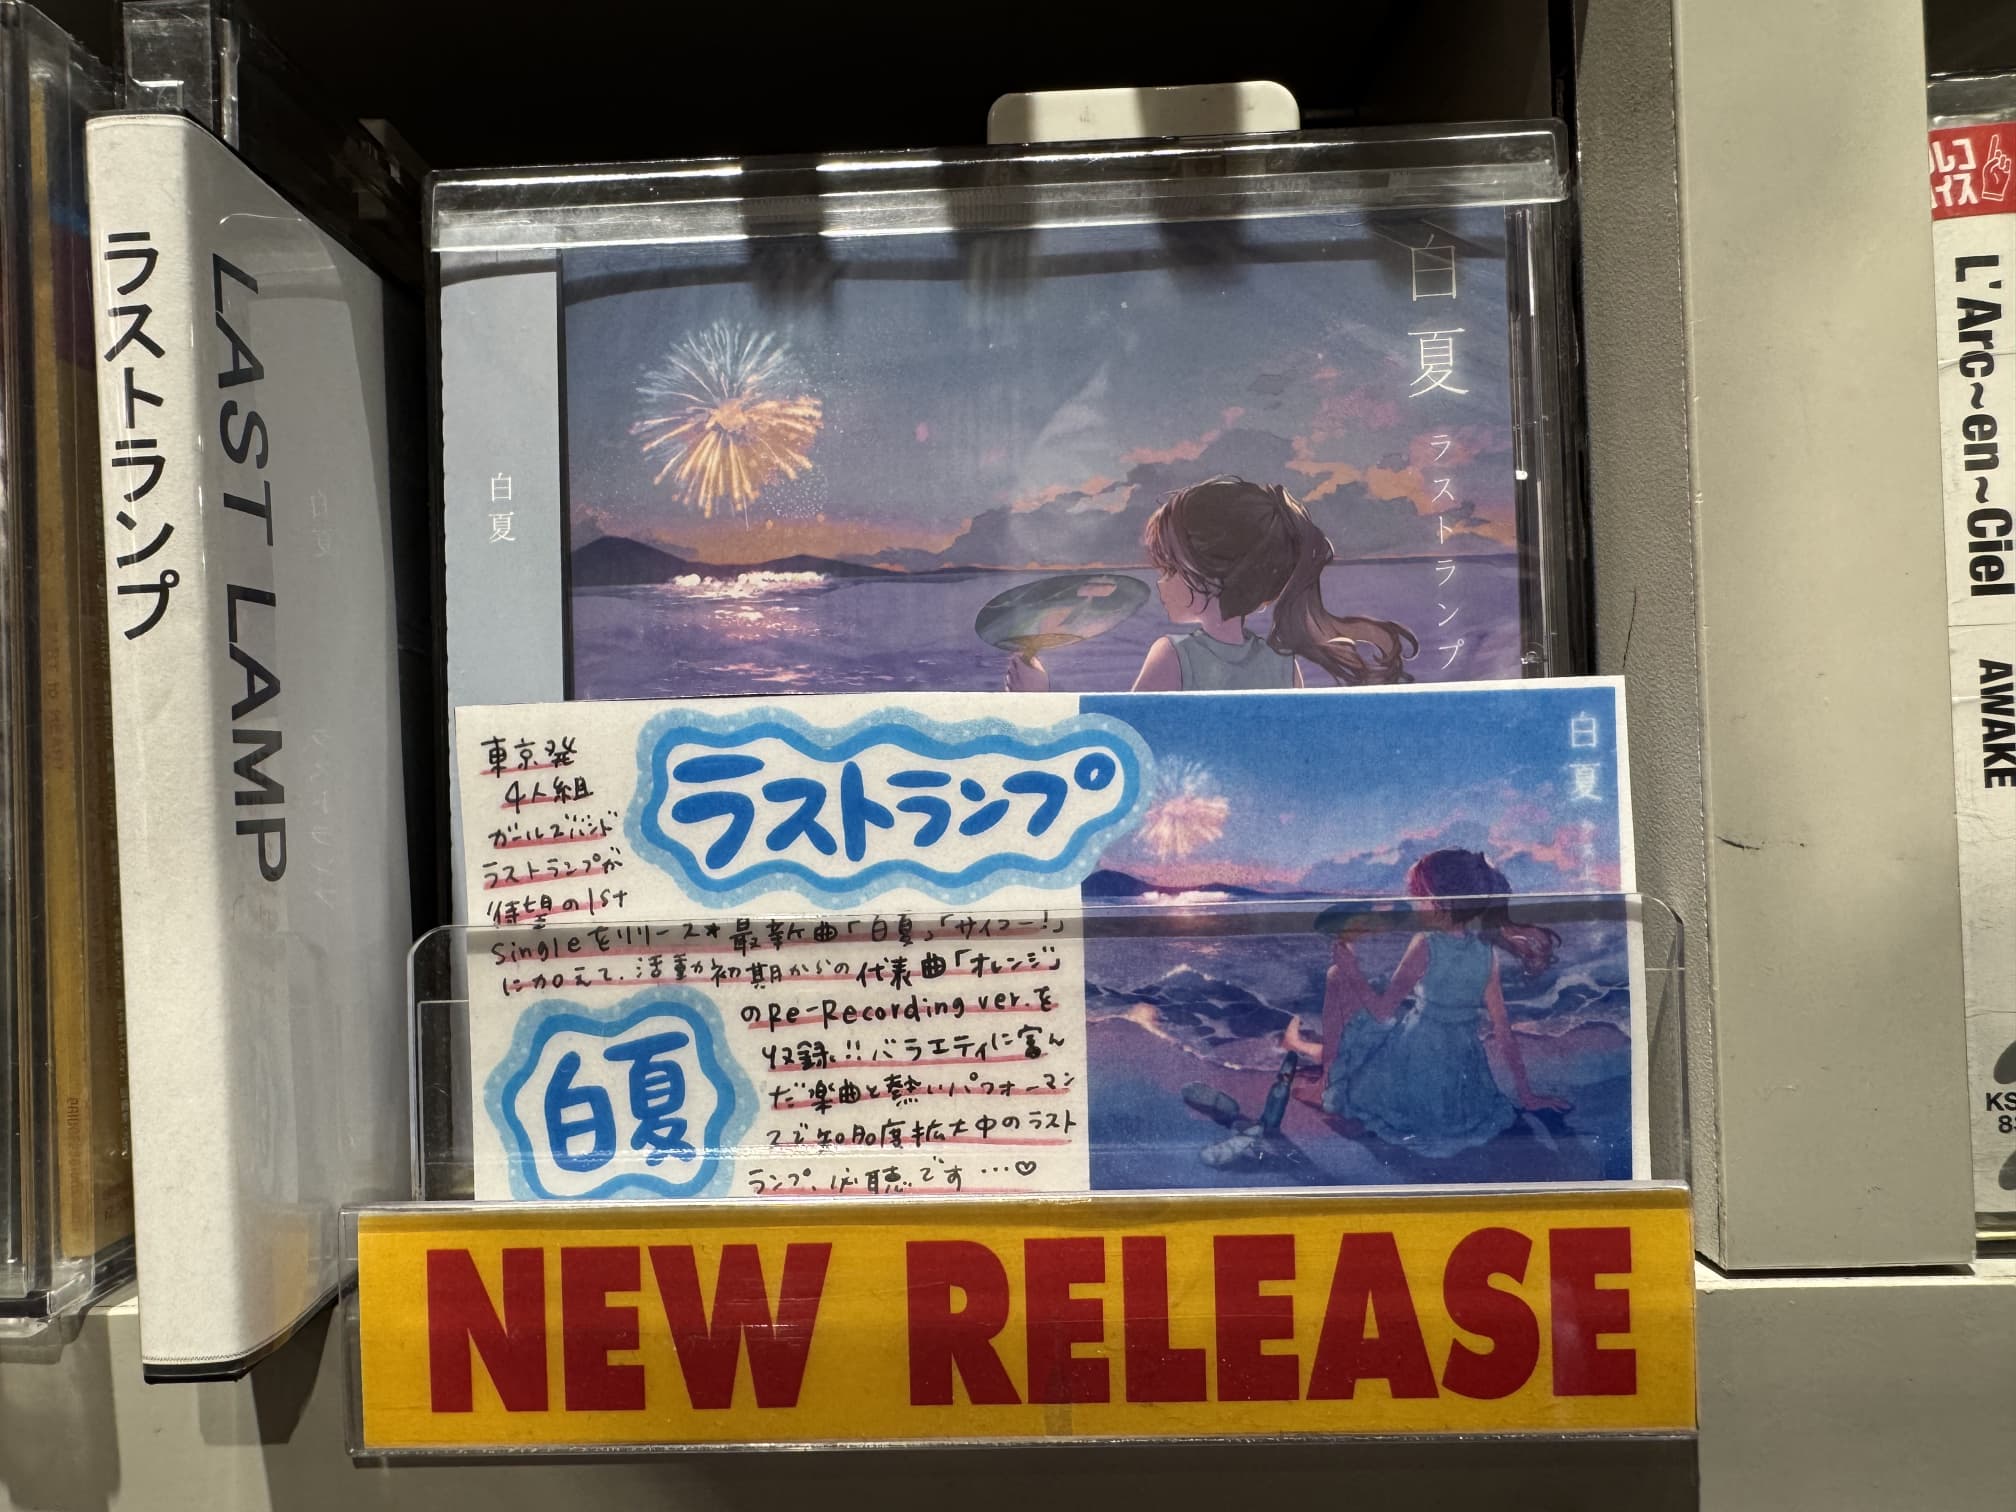 ラストランプ
LAST LAMP
白夏
白夏
ラストランプ
東京発
4人組
ガールズバンド
ラストランプが
待望の1st
Singleをリリース★最新曲「白夏」「サイコー!」
に加えて、活動初期からの代表曲「オレンジ」
のRe-Recording ver.を
収録!!バラエティに富ん
だ楽曲と熱いパフォーマン
スで知名度拡大中のラスト
ランプ、必聴です…♡
ラストランプ
白夏
白夏
NEW RELEASE
L'Arc~en~Ciel
AWAKE